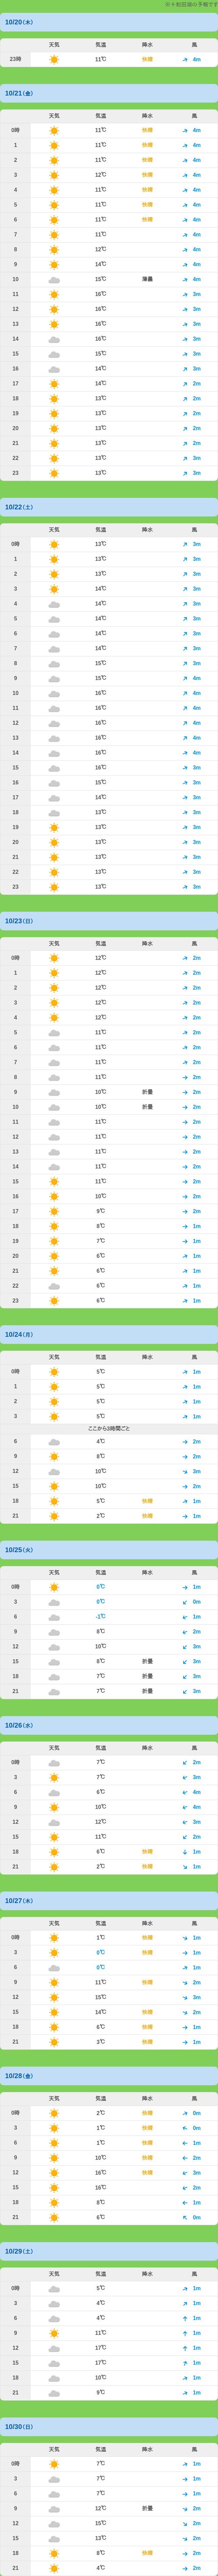 ※６転防越の予報です
10/20(木)
天気 気温 降水 風
23時 11℃ 快晴 4m
10/21(金)
天気 気温 降水 風
0時 11℃ 快晴 4m
1 11℃ 快晴 4m
2 11℃ 快晴 4m
3 12℃ 快晴 4m
4 11℃ 快晴 4m
5 11℃ 快晴 4m
6 11℃ 快晴 4m
7 11℃ 4m
8 12℃ 4m
9 14℃ 4m
10 15℃ 薄曇 4m
11 16℃ 3m
12 16℃ 3m
13 16℃ 3m
14 16℃ 3m
15 15℃ 3m
16 14℃ 3m
17 14℃ 2m
18 13℃ 2m
19 13℃ 2m
20 13℃ 2m
21 13℃ 2m
22 13℃ 3m
23 13℃ 3m
10/22(土)
天気 気温 降水 風
0時 13℃ 3m
1 13℃ 3m
2 13℃ 3m
3 14℃ 3m
4 14℃ 3m
5 14℃ 3m
6 14℃ 3m
7 14℃ 3m
8 15℃ 3m
9 15℃ 4m
10 16℃ 4m
11 16℃ 4m
12 16℃ 4m
13 16℃ 4m
14 16℃ 4m
15 16℃ 3m
16 15℃ 3m
17 14℃ 3m
18 13℃ 3m
19 13℃ 3m
20 13℃ 3m
21 13℃ 3m
22 13℃ 3m
23 13℃ 3m
10/23(日)
天気 気温 降水 風
0時 12℃ 2m
1 12℃ 2m
2 12℃ 2m
3 12℃ 2m
4 12℃ 2m
5 11℃ 2m
6 11℃ 2m
7 11℃ 2m
8 11℃ 2m
9 10℃ 折曇 2m
10 10℃ 折曇 2m
11 11℃ 2m
12 11℃ 2m
13 11℃ 2m
14 11℃ 2m
15 11℃ 2m
16 10℃ 2m
17 9℃ 2m
18 8℃ 1m
19 7℃ 1m
20 6℃ 1m
21 6℃ 1m
22 6℃ 1m
23 6℃ 1m
10/24(月)
天気 気温 降水 風
0時 5℃ 1m
1 5℃ 1m
2 5℃ 1m
3 5℃ 1m
ここから3時間ごと
6 4℃ 2m
9 8℃ 2m
12 10℃ 3m
15 10℃ 2m
18 5℃ 快晴 1m
21 2℃ 快晴 1m
10/25(火)
天気 気温 降水 風
0時 0℃ 1m
3 0℃ 0m
6 -1℃ 1m
9 8℃ 2m
12 10℃ 3m
15 8℃ 折曇 3m
18 7℃ 折曇 3m
21 7℃ 折曇 3m
10/26(水)
天気 気温 降水 風
0時 7℃ 2m
3 7℃ 3m
6 6℃ 4m
9 10℃ 4m
12 12℃ 3m
15 11℃ 2m
18 6℃ 快晴 1m
21 2℃ 快晴 1m
10/27(木)
天気 気温 降水 風
0時 1℃ 快晴 1m
3 0℃ 快晴 1m
6 0℃ 1m
9 11℃ 快晴 2m
12 15℃ 3m
15 14℃ 快晴 2m
18 6℃ 快晴 1m
21 3℃ 快晴 1m
10/28(金)
天気 気温 降水 風
0時 2℃ 快晴 0m
3 1℃ 快晴 0m
6 1℃ 快晴 1m
9 10℃ 快晴 2m
12 16℃ 快晴 3m
15 16℃ 2m
18 8℃ 1m
21 6℃ 0m
10/29(土)
天気 気温 降水 風
0時 5℃ 1m
3 4℃ 1m
6 4℃ 1m
9 11℃ 1m
12 17℃ 1m
15 17℃ 1m
18 10℃ 1m
21 9℃ 1m
10/30(日)
天気 気温 降水 風
0時 7℃ 1m
3 7℃ 1m
6 7℃ 1m
9 12℃ 折曇 2m
12 15℃ 2m
15 13℃ 2m
18 8℃ 快晴 2m
21 4℃ 2m